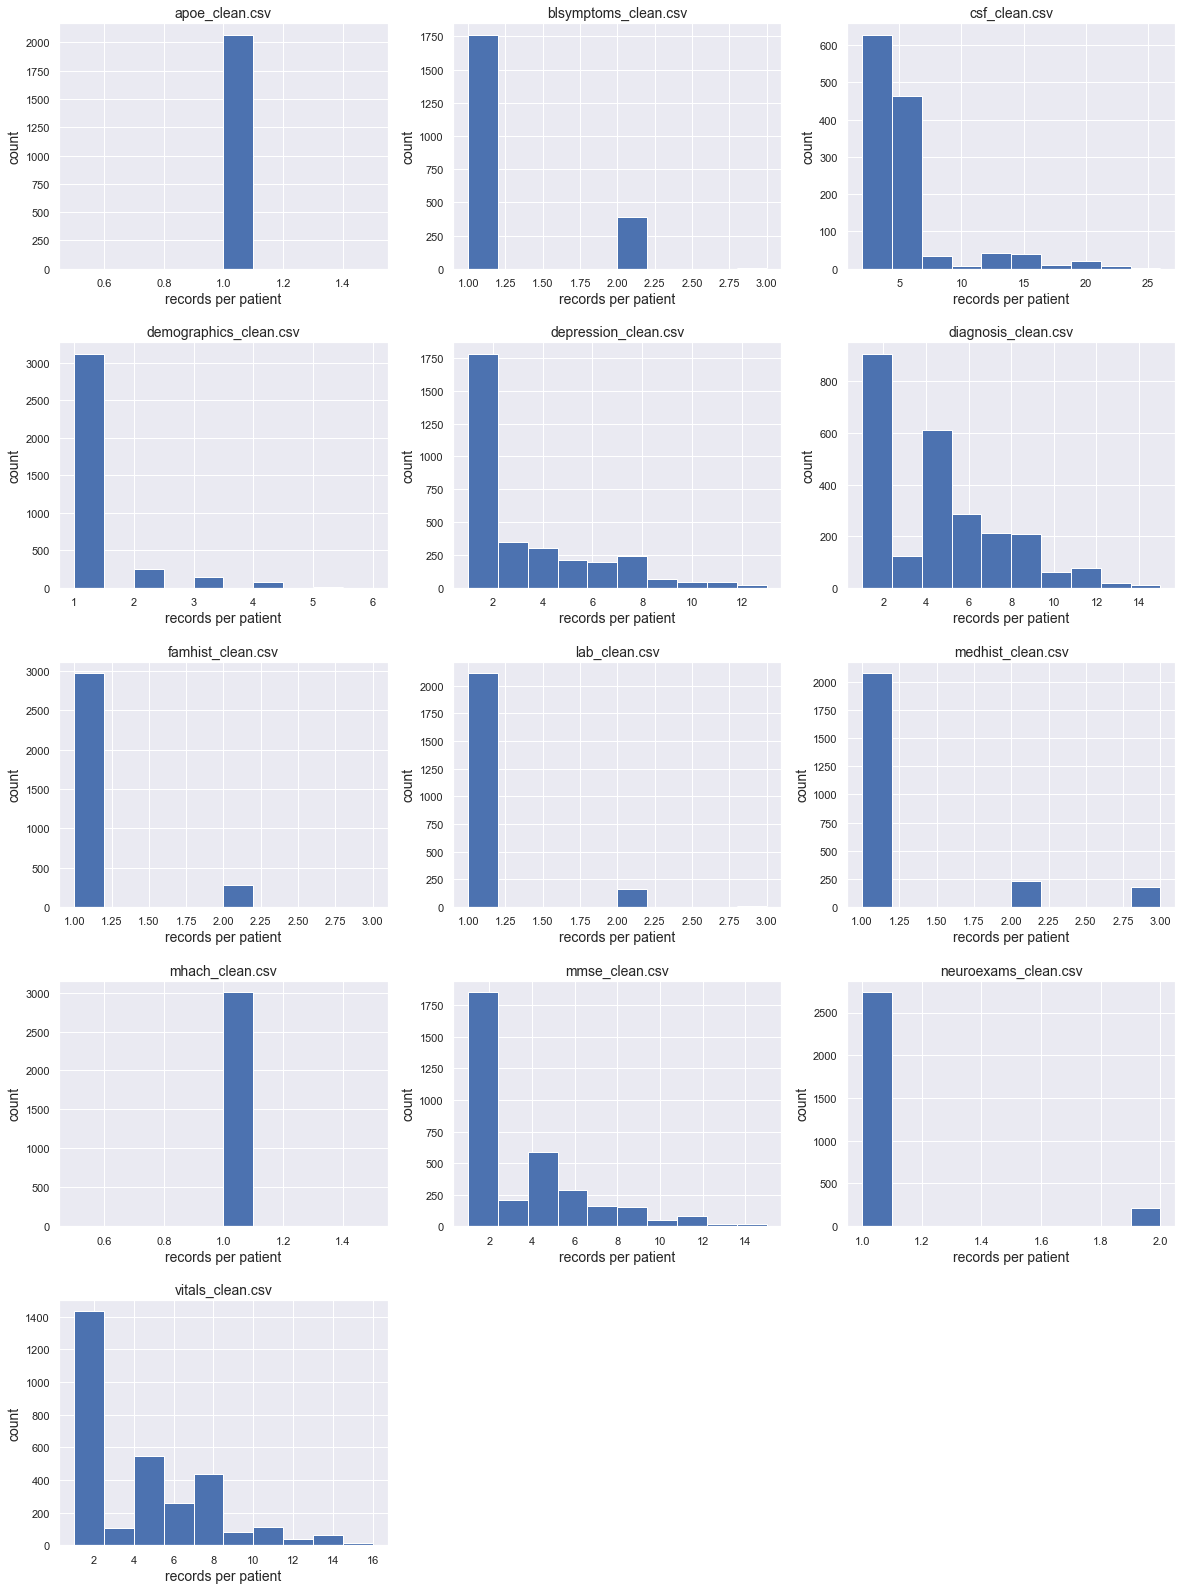 apoe_clean.csv
2000
1750
1500
1250
1000
750
500
250
0
count
0.6 0.8 1.0 1.2 1.4
records per patient
blsymptoms_clean.csv
1750
1500
1250
1000
750
500
250
0
count
1.00 1.25 1.50 1.75 2.00 2.25 2.50 2.75 3.00
records per patient
csf_clean.csv
600
500
400
300
200
100
0
count
5 10 15 20 25
records per patient
demographics_clean.csv
3000
2500
2000
1500
1000
500
0
count
1 2 3 4 5 6
records per patient
depression_clean.csv
1750
1500
1250
1000
750
500
250
0
count
2 4 6 8 10 12
records per patient
diagnosis_clean.csv
800
600
400
200
0
count
2 4 6 8 10 12 14
records per patient
famhist_clean.csv
3000
2500
2000
1500
1000
500
0
count
1.00 1.25 1.50 1.75 2.00 2.25 2.50 2.75 3.00
records per patient
lab_clean.csv
2000
1750
1500
1250
1000
750
500
250
0
count
1.00 1.25 1.50 1.75 2.00 2.25 2.50 2.75 3.00
records per patient
medhist_clean.csv
2000
1750
1500
1250
1000
750
500
250
0
count
1.00 1.25 1.50 1.75 2.00 2.25 2.50 2.75 3.00
records per patient
mhach_clean.csv
3000
2500
2000
1500
1000
500
0
count
0.6 0.8 1.0 1.2 1.4
records per patient
mmse_clean.csv
1750
1500
1250
1000
750
500
250
0
count
2 4 6 8 10 12 14
records per patient
neuroexams_clean.csv
2500
2000
1500
1000
500
0
count
1.0 1.2 1.4 1.6 1.8 2.0
records per patient
vitals_clean.csv
1400
1200
1000
800
600
400
200
0
count
2 4 6 8 10 12 14 16
records per patient